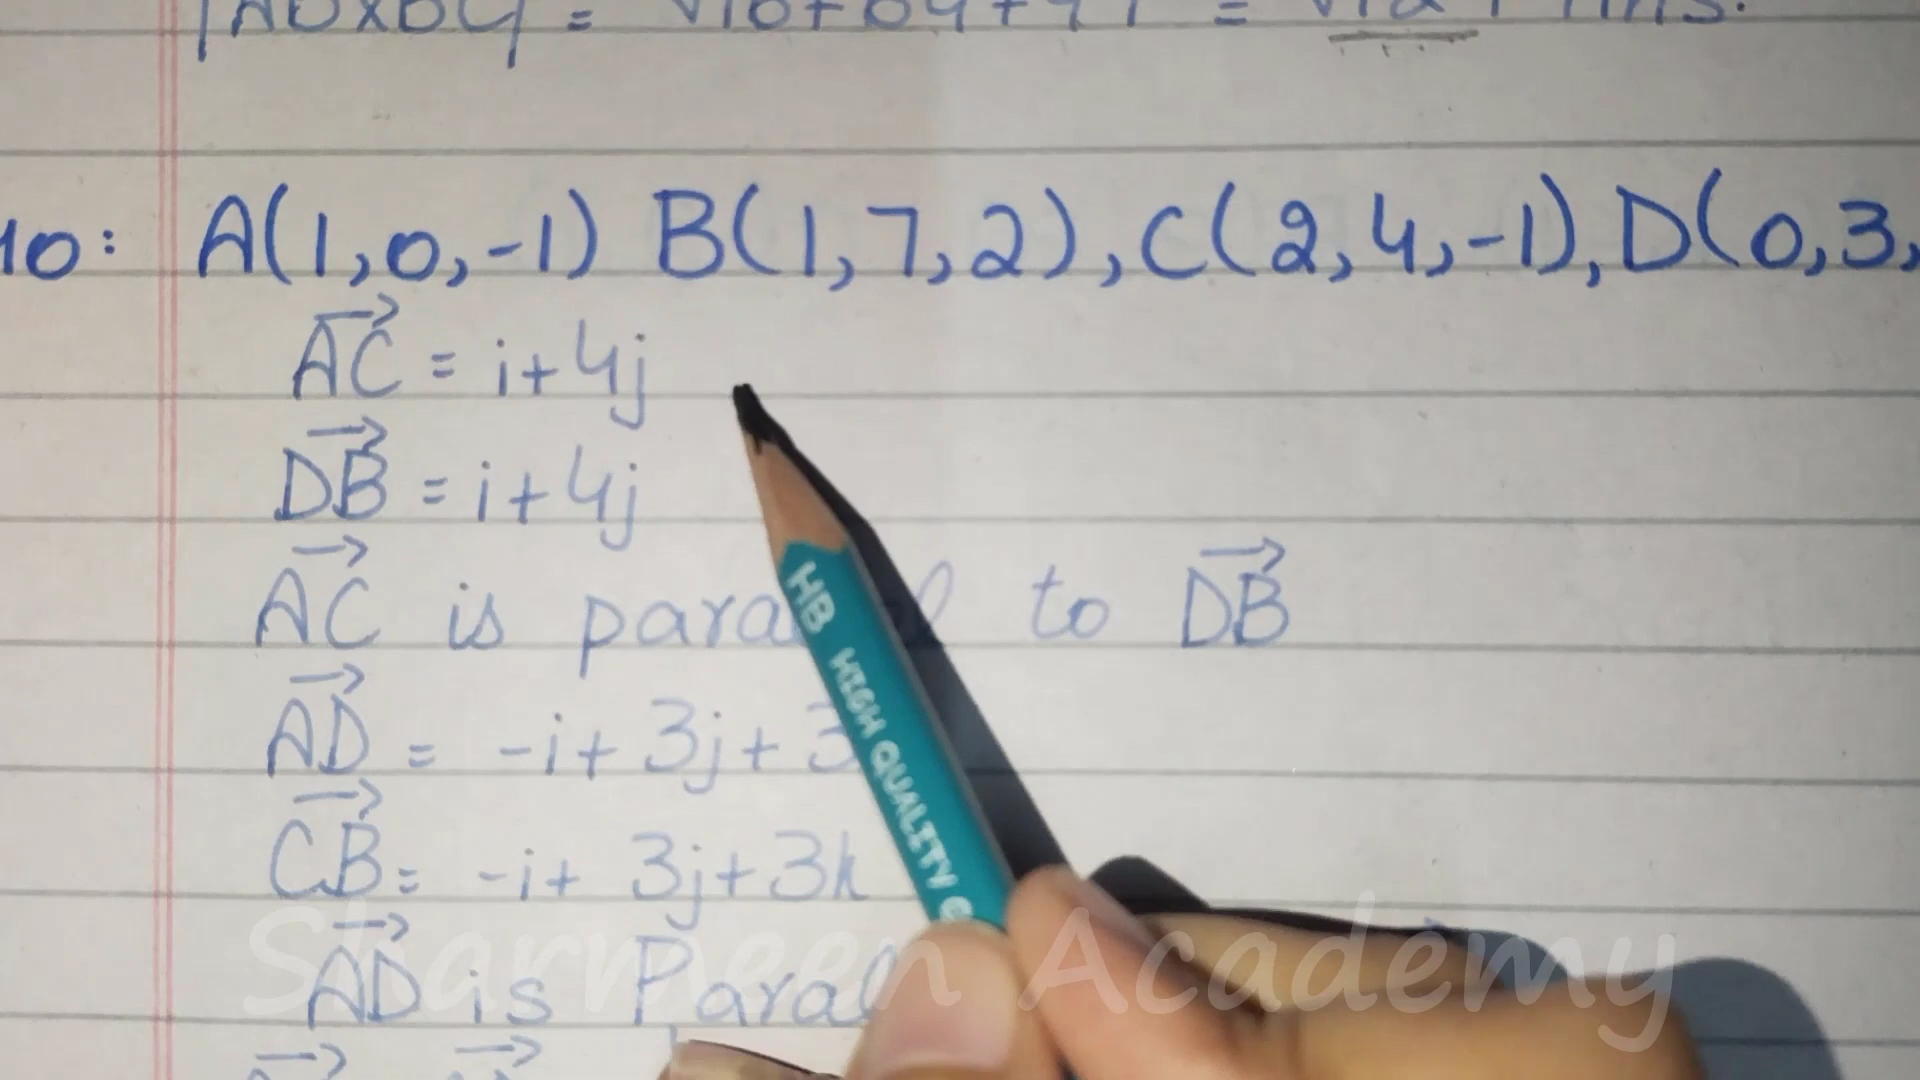 10: A(1,0,-1) B(1,7,2), C(2,4,-1), D(0,3,
AC = i+4j
DB = i+4j
AC is to DB
AD = -i+3j+3
CB = -i+ 3j+3k
AD is
HB HIGH QUALITY
Sharmeen Academy